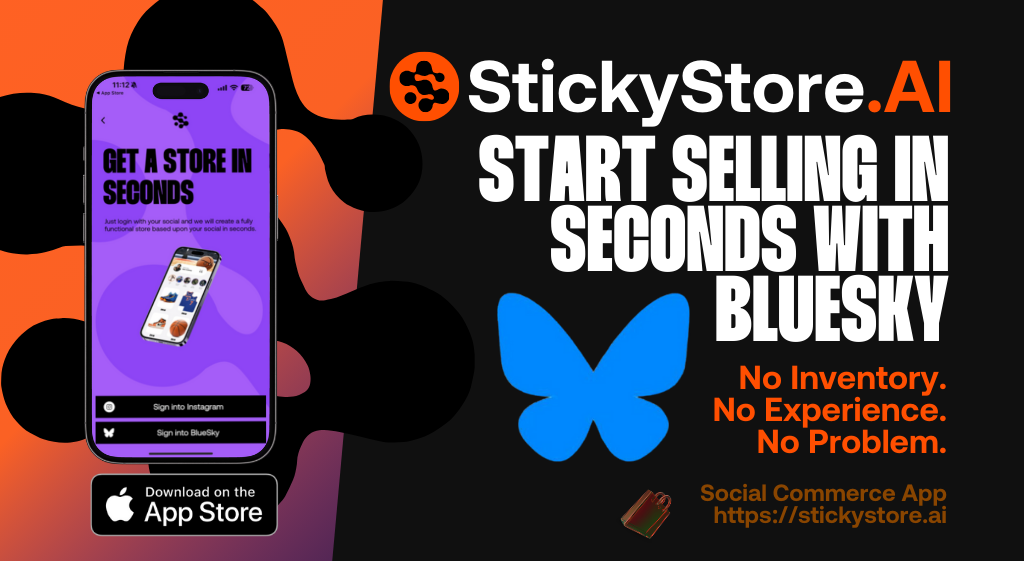 StickyStore.AI
START SELLING IN
SECONDS WITH
BLUESKY
No Inventory.
No Experience.
No Problem.
Social Commerce App
https://stickystore.ai
11:12
App Store
GET A STORE IN
SECONDS
Just login with your social and we will create a fully
functional store based upon your social in seconds.
Sign into Instagram
Sign into BlueSky
Download on the
App Store